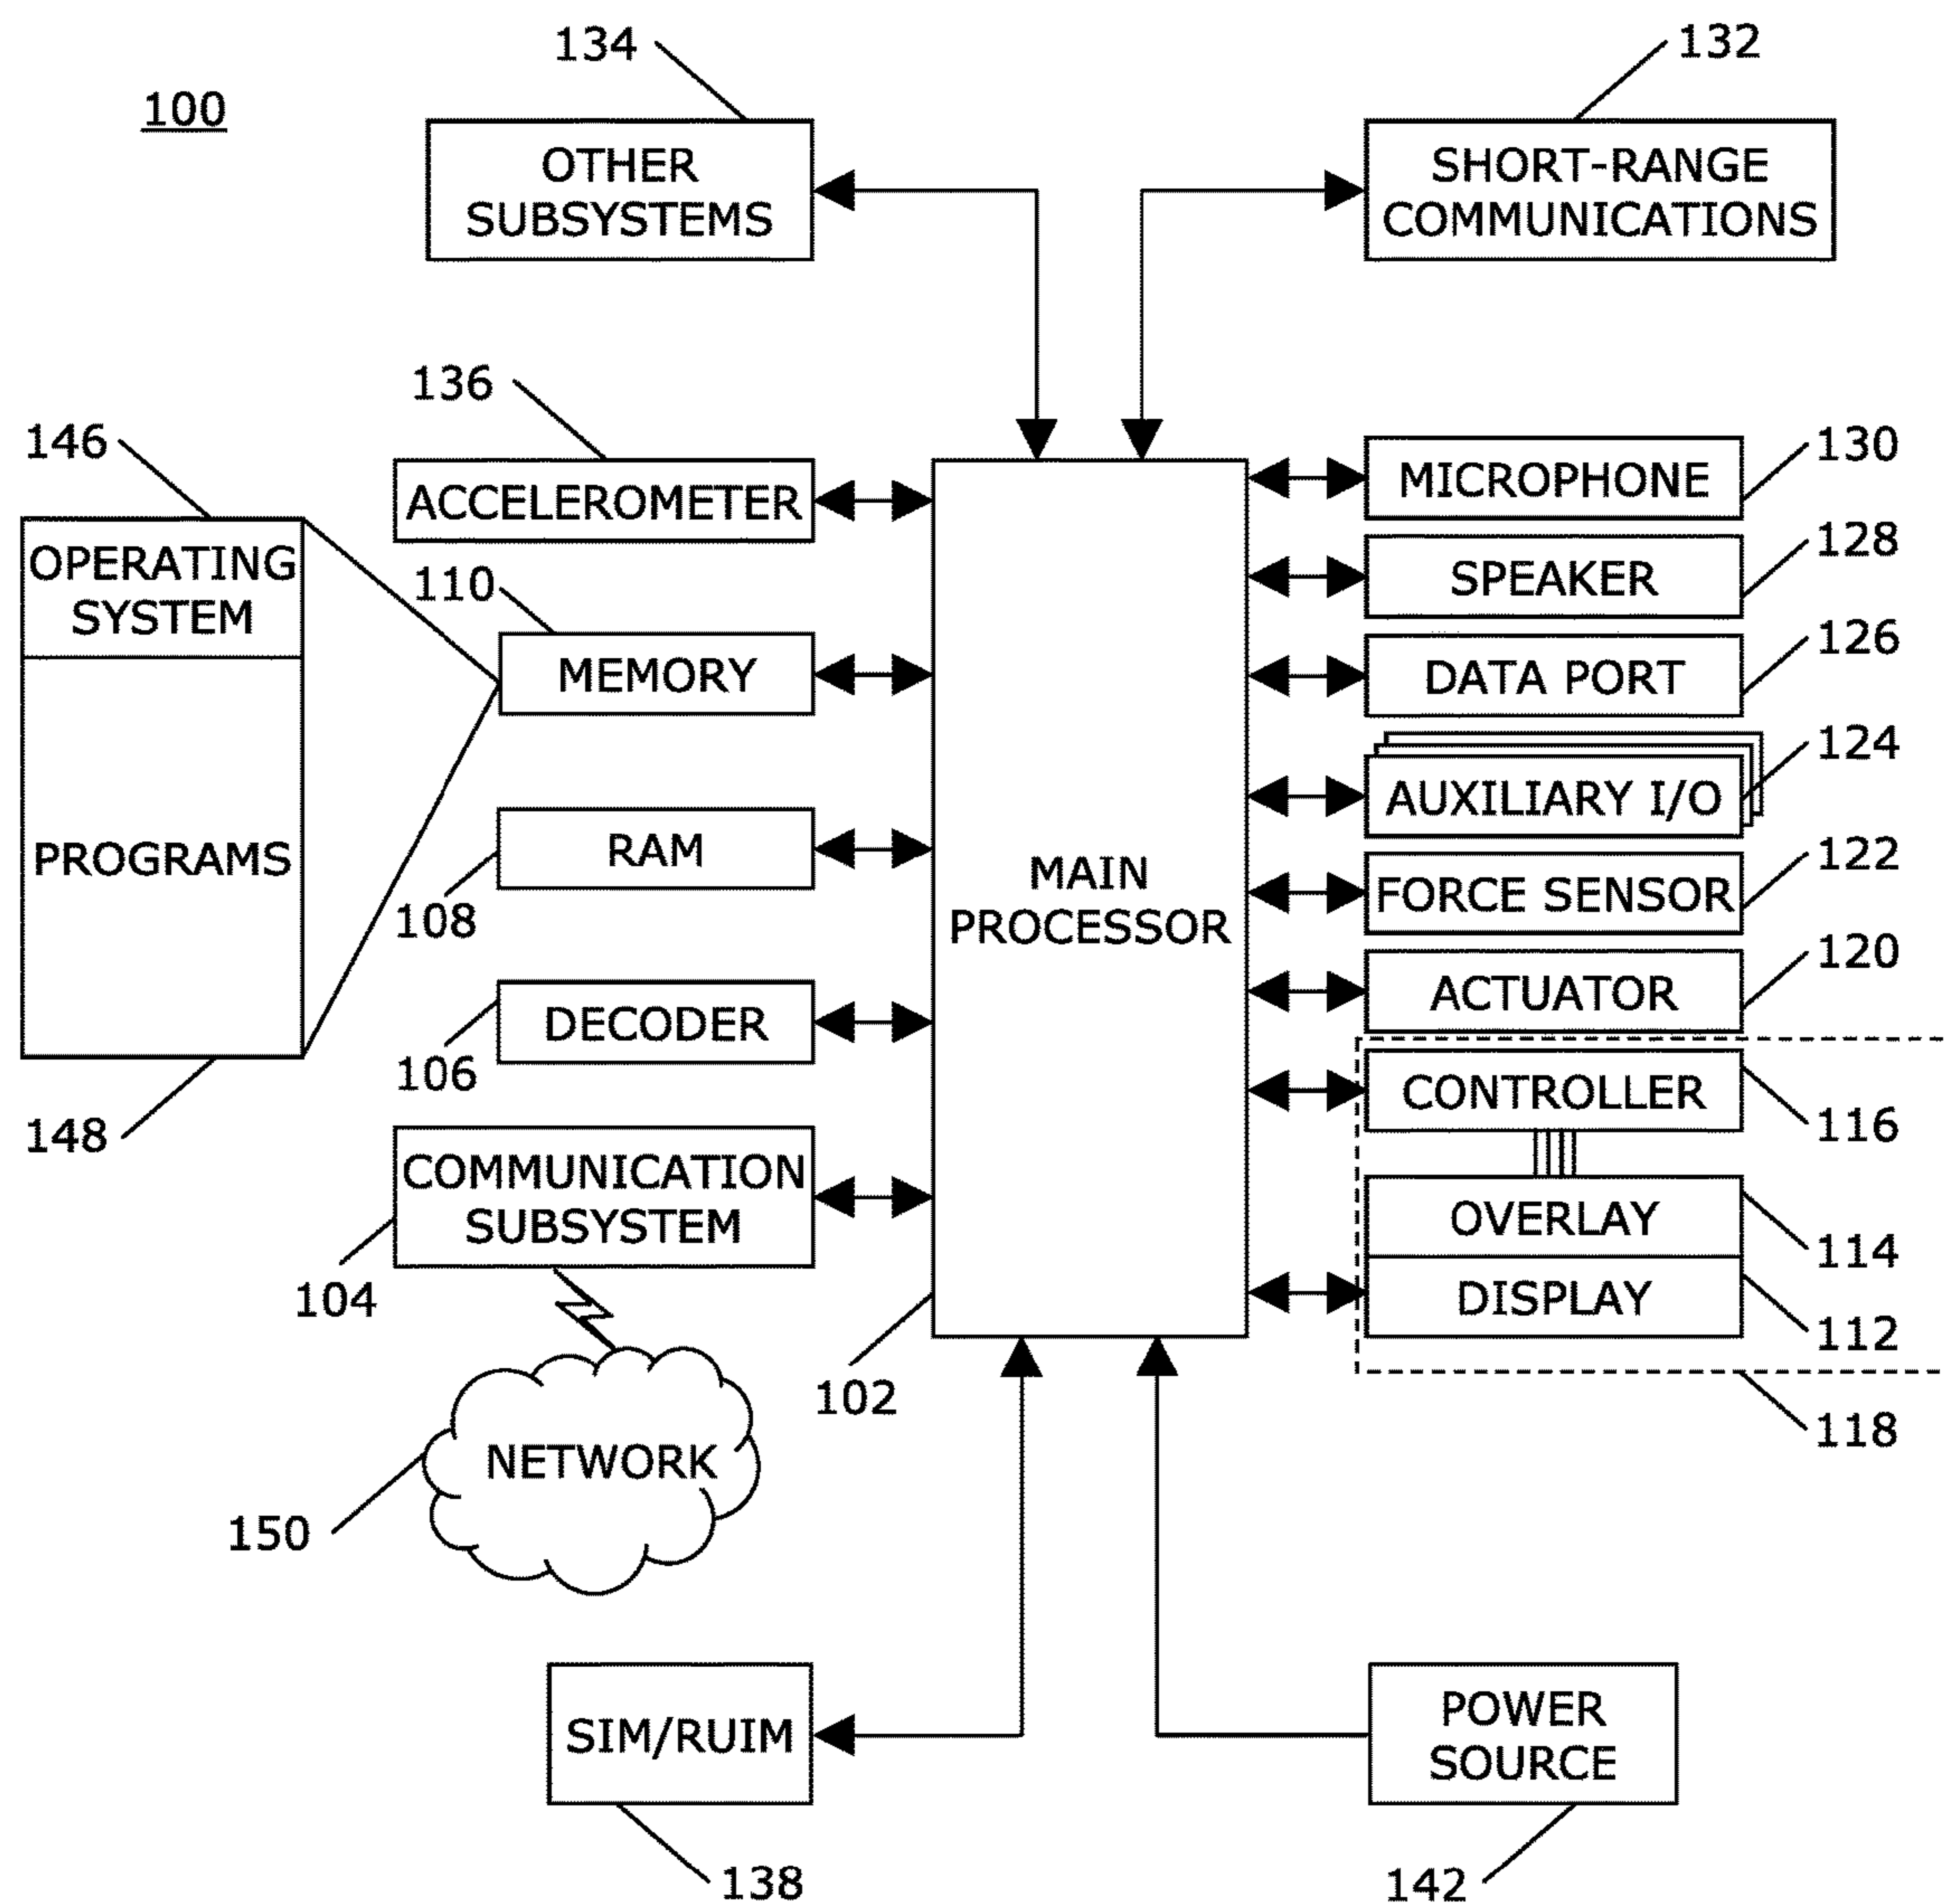 134
132
100
OTHER
SUBSYSTEMS
SHORT-RANGE
COMMUNICATIONS
136
146
ACCELEROMETER
MICROPHONE
130
OPERATING
SYSTEM
110
SPEAKER
128
MEMORY
DATA PORT
126
AUXILIARY I/O
124
PROGRAMS
RAM
108
MAIN
PROCESSOR
FORCE SENSOR
122
DECODER
106
ACTUATOR
120
148
CONTROLLER
116
COMMUNICATION
SUBSYSTEM
104
OVERLAY
114
DISPLAY
112
102
118
NETWORK
150
SIM/RUIM
POWER
SOURCE
138
142